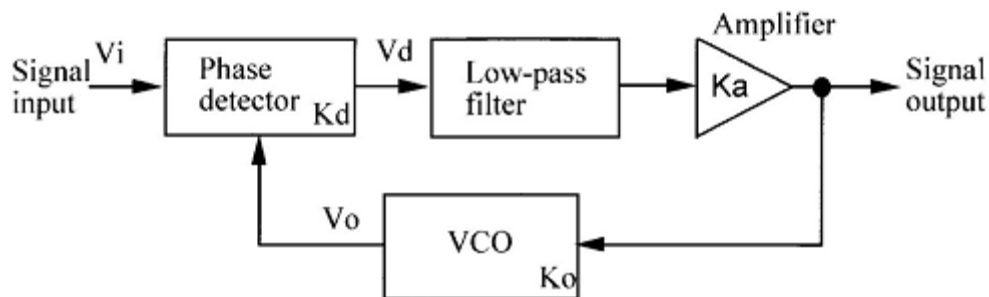 Signal
input
Vi
Phase
detector
Kd
Vd
Low-pass
filter
Amplifier
Ka
Signal
output
Vo
VCO
Ko